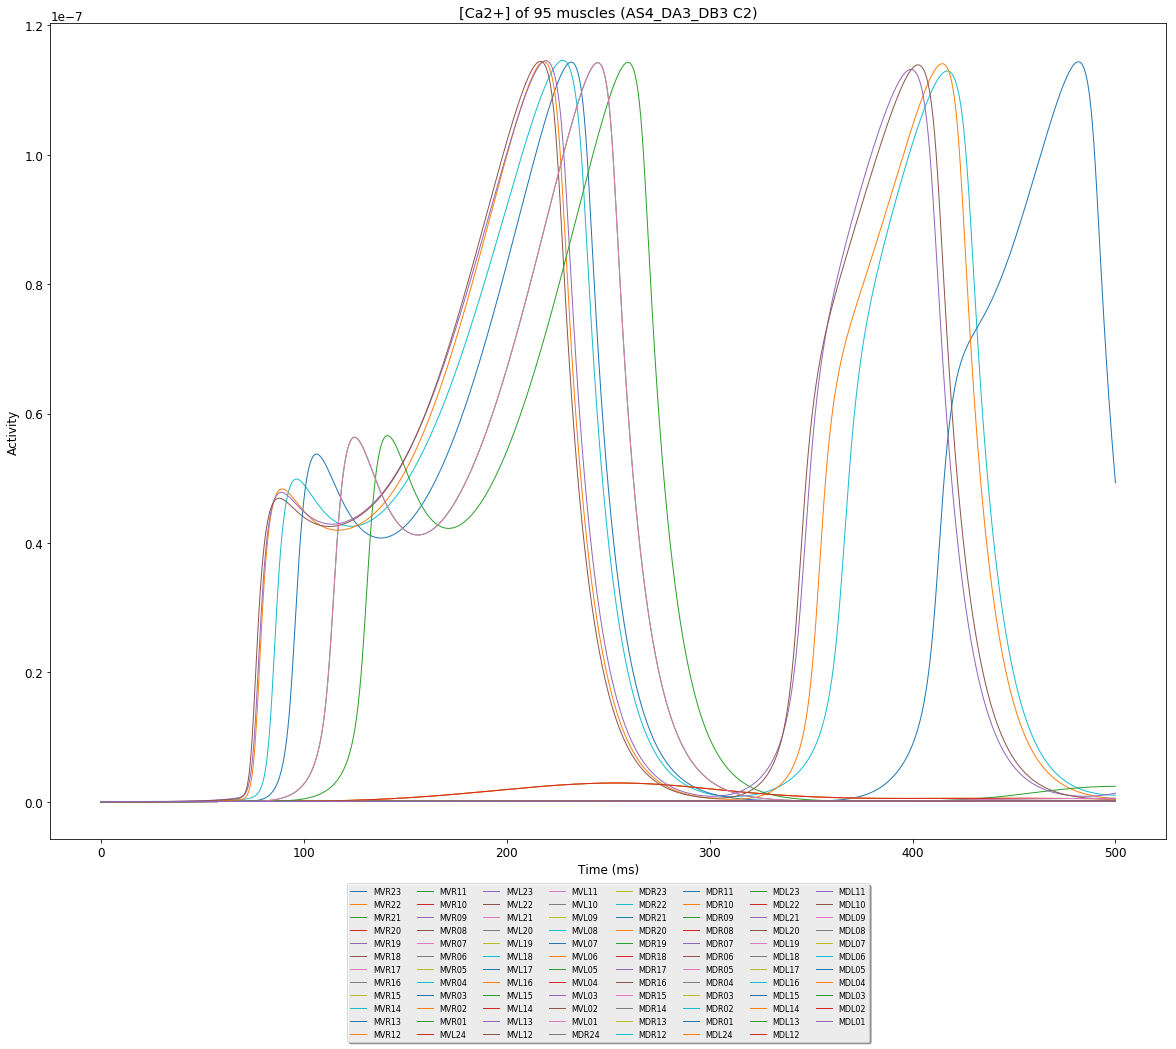 [Ca2+] of 95 muscles (AS4_DA3_DB3 C2)
1e−7
1.2
1.0
0.8
0.6
0.4
0.2
0.0
Activity
0 100 200 300 400 500
Time (ms)
MVR23 MVR11 MVL23 MVL11 MDR23 MDR11 MDL23 MDL11
MVR22 MVR10 MVL22 MVL10 MDR22 MDR10 MDL22 MDL10
MVR21 MVR09 MVL21 MVL09 MDR21 MDR09 MDL21 MDL09
MVR20 MVR08 MVL20 MVL08 MDR20 MDR08 MDL20 MDL08
MVR19 MVR07 MVL19 MVL07 MDR19 MDR07 MDL19 MDL07
MVR18 MVR06 MVL18 MVL06 MDR18 MDR06 MDL18 MDL06
MVR17 MVR05 MVL17 MVL05 MDR17 MDR05 MDL17 MDL05
MVR16 MVR04 MVL16 MVL04 MDR16 MDR04 MDL16 MDL04
MVR15 MVR03 MVL15 MVL03 MDR15 MDR03 MDL15 MDL03
MVR14 MVR02 MVL14 MVL02 MDR14 MDR02 MDL14 MDL02
MVR13 MVR01 MVL13 MVL01 MDR13 MDR01 MDL13 MDL01
MVR12 MVL24 MVL12 MDR24 MDR12 MDL24 MDL12